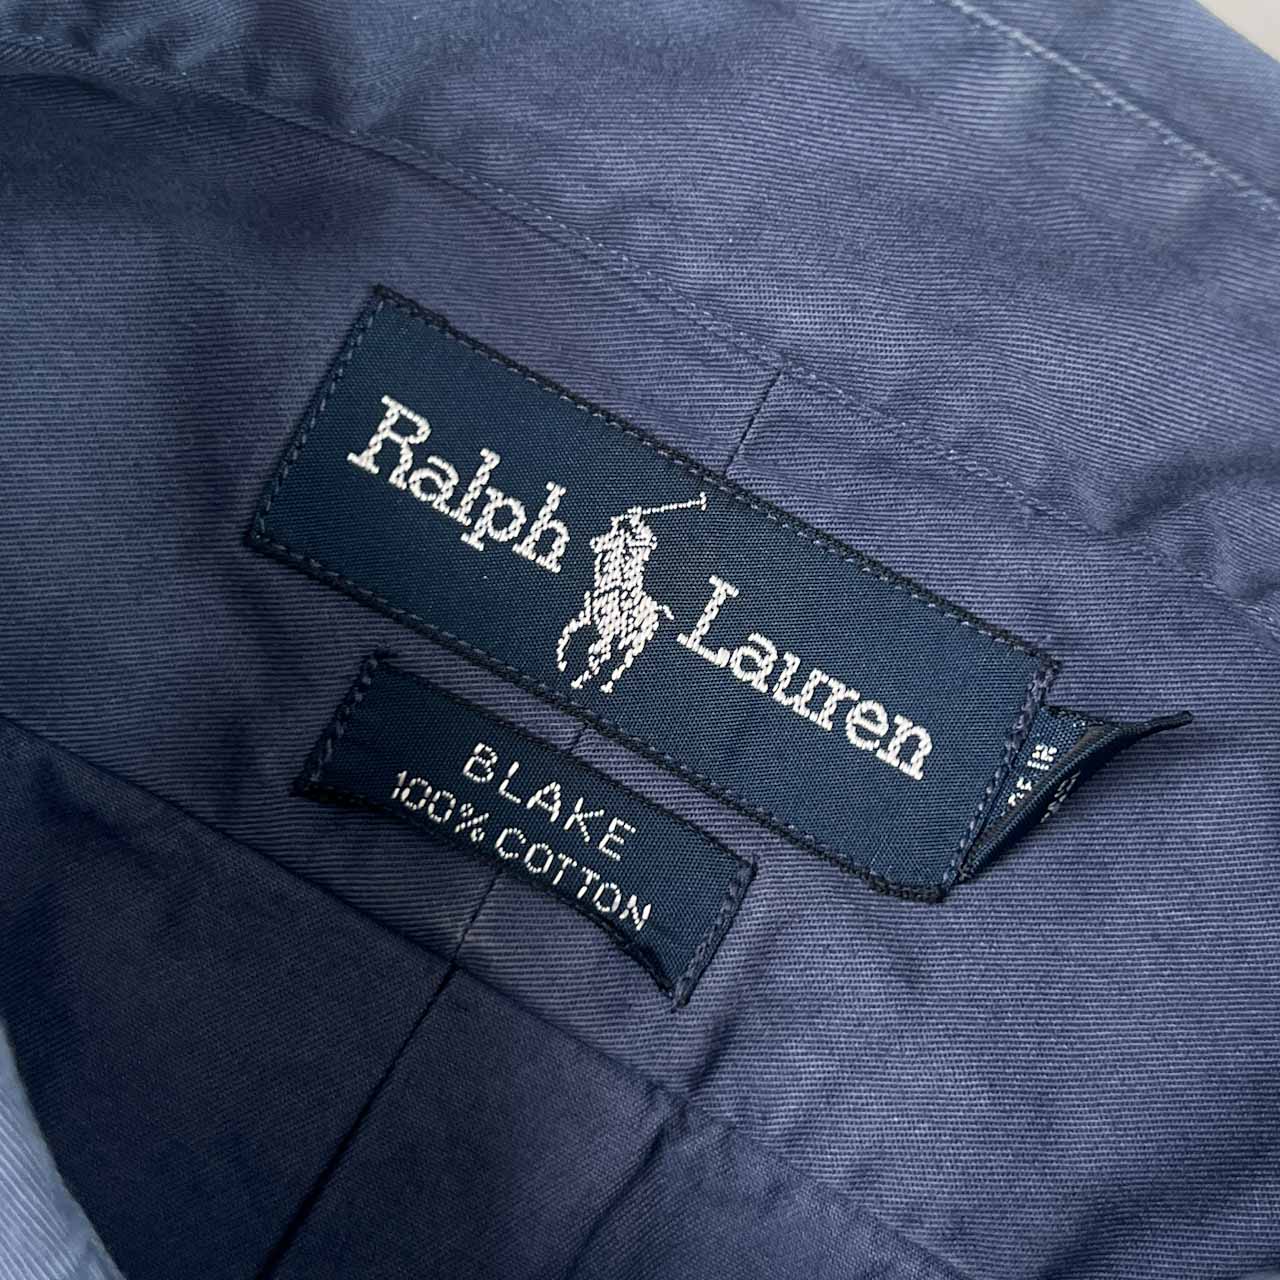 Ralph Lauren
BLAKE
100% COTTON